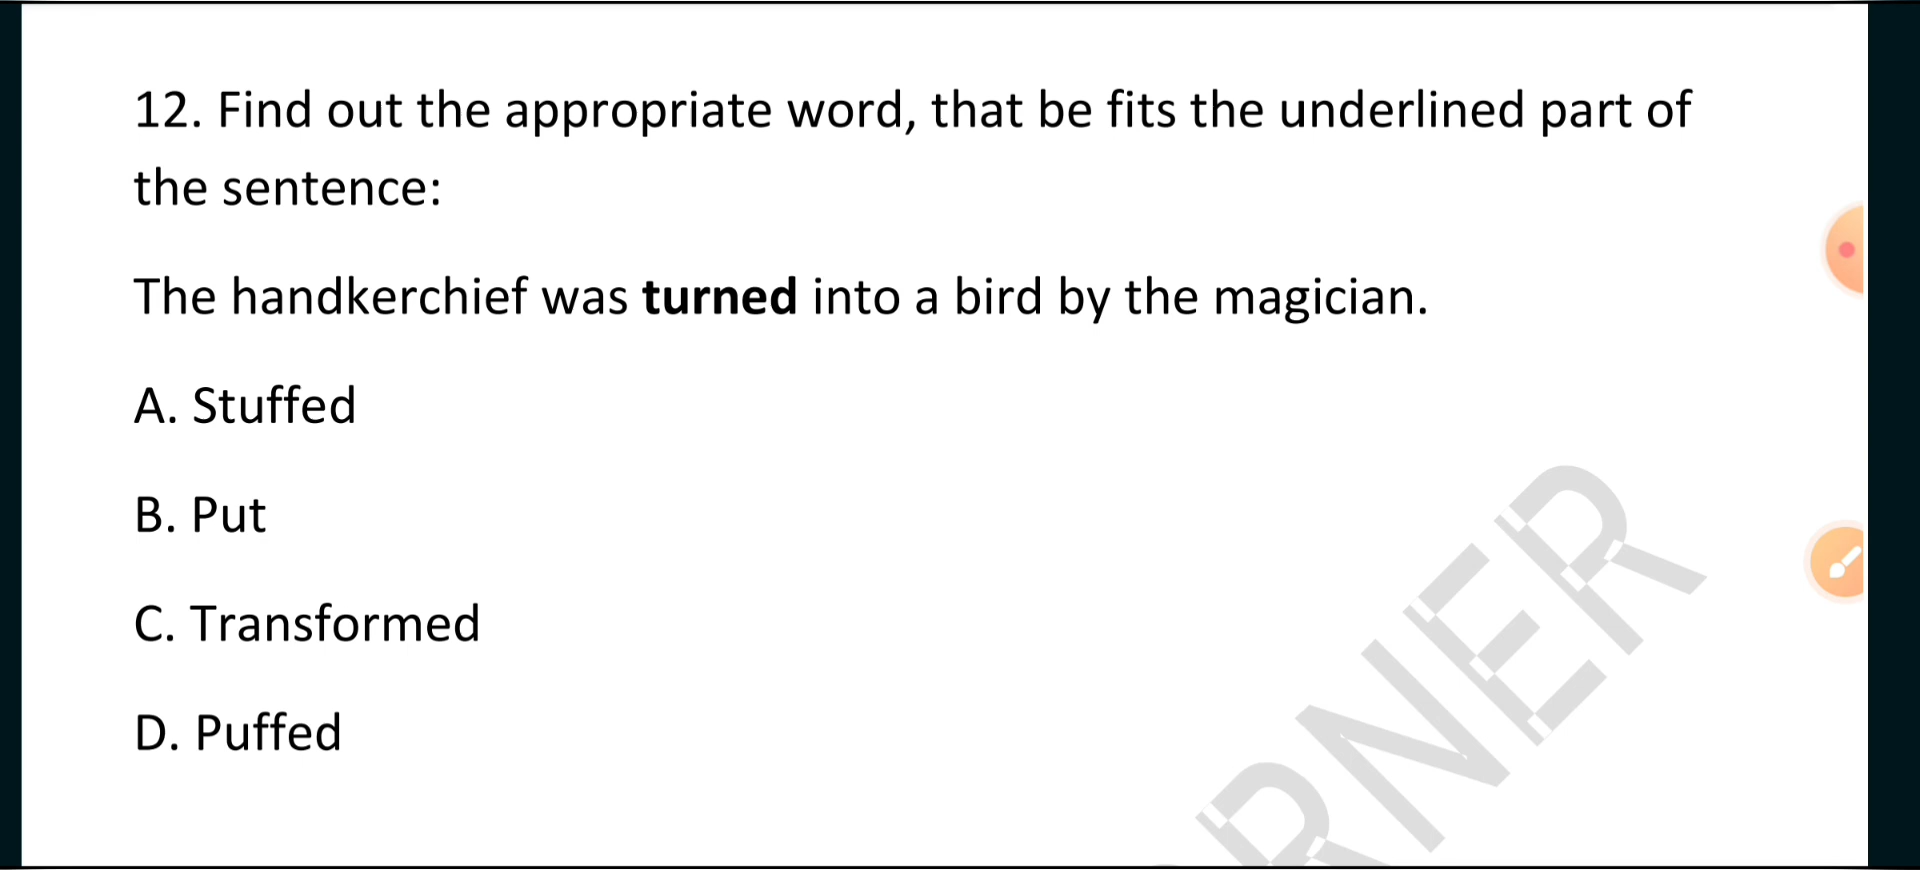 12. Find out the appropriate word, that be fits the underlined part of
the sentence:
The handkerchief was turned into a bird by the magician.
A. Stuffed
B. Put
C. Transformed
D. Puffed
RNER